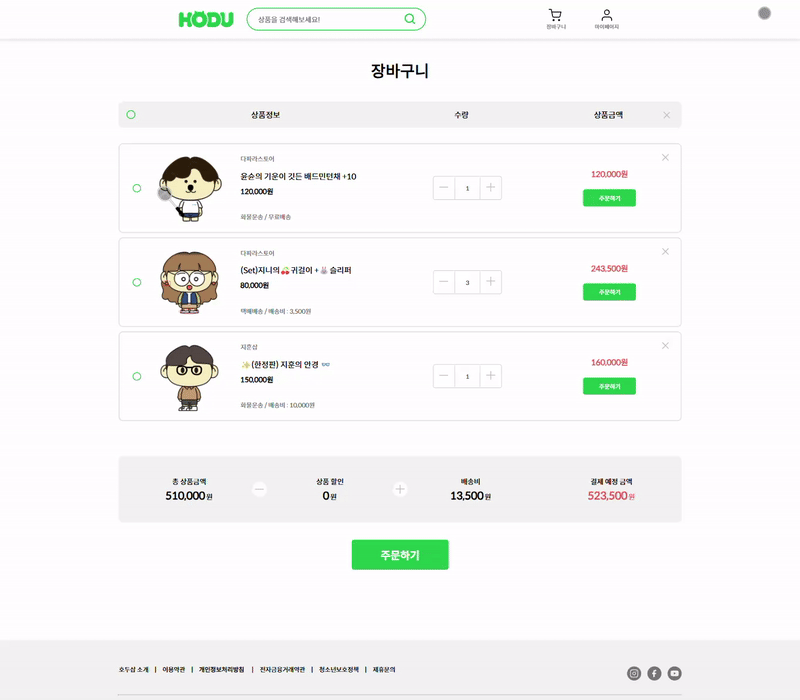 HODU
상품을 검색해보세요!
장바구니
마이페이지
장바구니
상품정보 수량 상품금액
다파라스토어
윤슌의 기운이 깃든 배드민턴채 +10
120,000원
화물운송 / 무료배송
1
120,000원
주문하기
다파라스토어
(Set)지니의🍒귀걸이 + 🐰 슬리퍼
80,000원
택배배송 / 배송비 : 3,500원
3
243,500원
주문하기
지훈샵
✨(한정판) 지훈의 안경 👓
150,000원
화물운송 / 배송비 : 10,000원
1
160,000원
주문하기
총 상품금액 상품 할인 배송비 결제 예정 금액
510,000원 0원 13,500원 523,500원
주문하기
호두샵 소개 | 이용약관 | 개인정보처리방침 | 전자금융거래약관 | 청소년보호정책 | 제휴문의